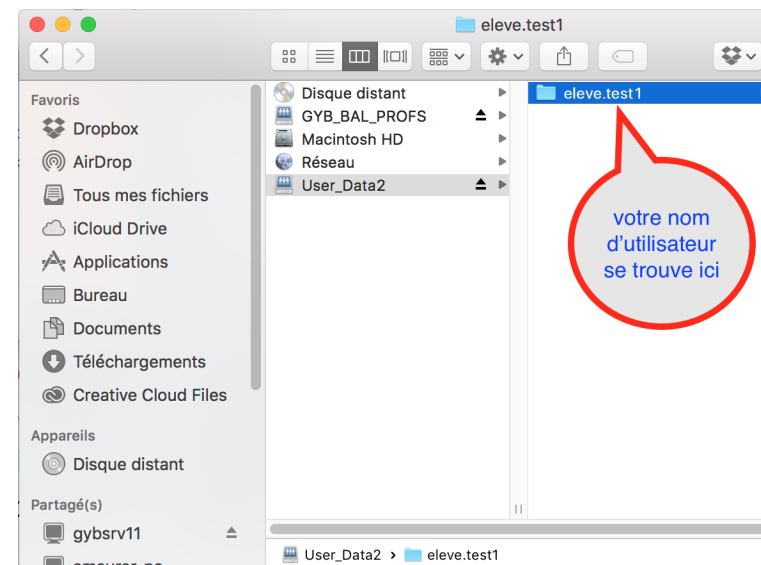 eleve.test1
Favoris
Dropbox
AirDrop
Tous mes fichiers
iCloud Drive
Applications
Bureau
Documents
Téléchargements
Creative Cloud Files
Appareils
Disque distant
Partagé(s)
gybsrv11
Disque distant
GYB_BAL_PROFS
Macintosh HD
Réseau
User_Data2
eleve.test1
votre nom
d'utilisateur
se trouve ici
User_Data2 › eleve.test1